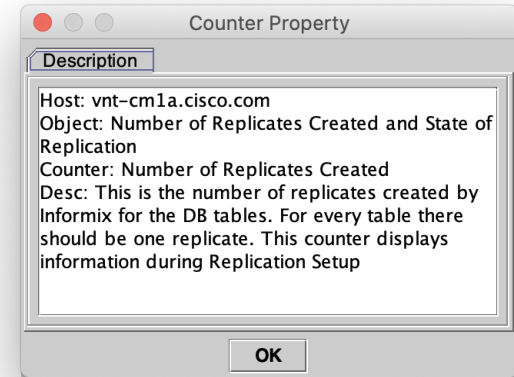 Counter Property
Description
Host: vnt-cm1a.cisco.com
Object: Number of Replicates Created and State of
Replication
Counter: Number of Replicates Created
Desc: This is the number of replicates created by
Informix for the DB tables. For every table there
should be one replicate. This counter displays
information during Replication Setup
OK